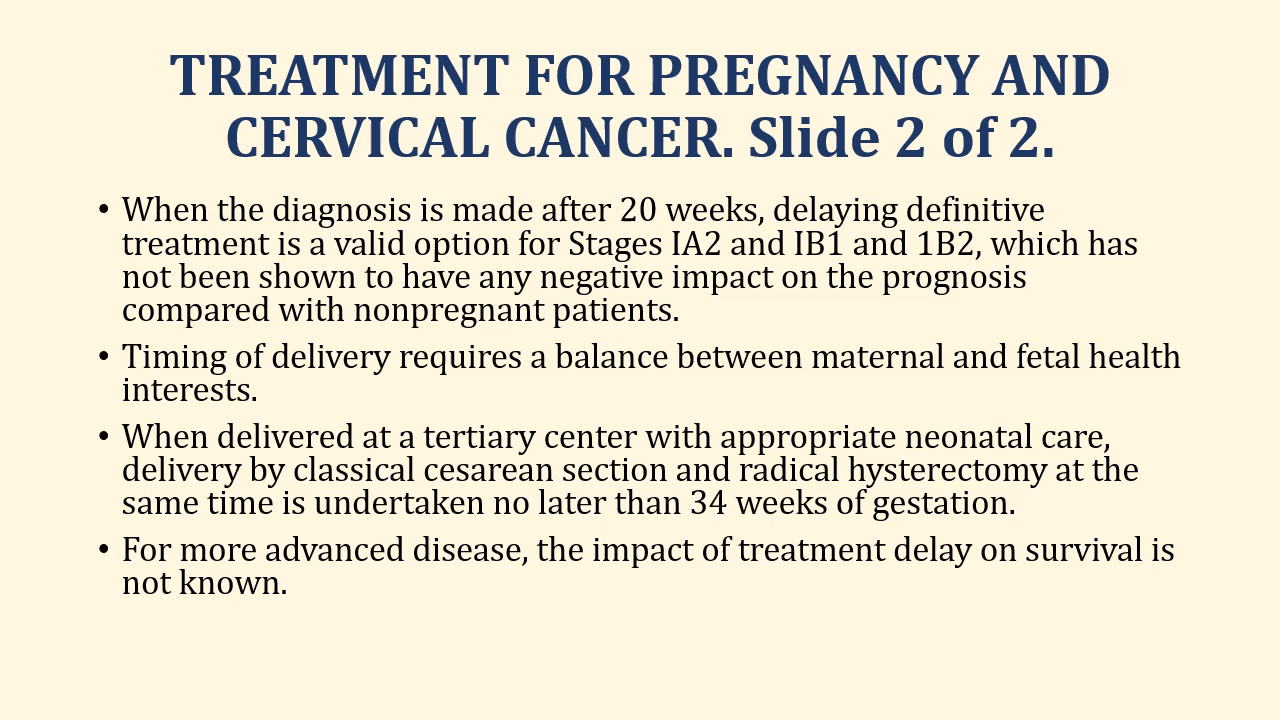 TREATMENT FOR PREGNANCY AND
CERVICAL CANCER. Slide 2 of 2.
• When the diagnosis is made after 20 weeks, delaying definitive
treatment is a valid option for Stages IA2 and IB1 and 1B2, which has
not been shown to have any negative impact on the prognosis
compared with nonpregnant patients.
• Timing of delivery requires a balance between maternal and fetal health
interests.
• When delivered at a tertiary center with appropriate neonatal care,
delivery by classical cesarean section and radical hysterectomy at the
same time is undertaken no later than 34 weeks of gestation.
• For more advanced disease, the impact of treatment delay on survival is
not known.